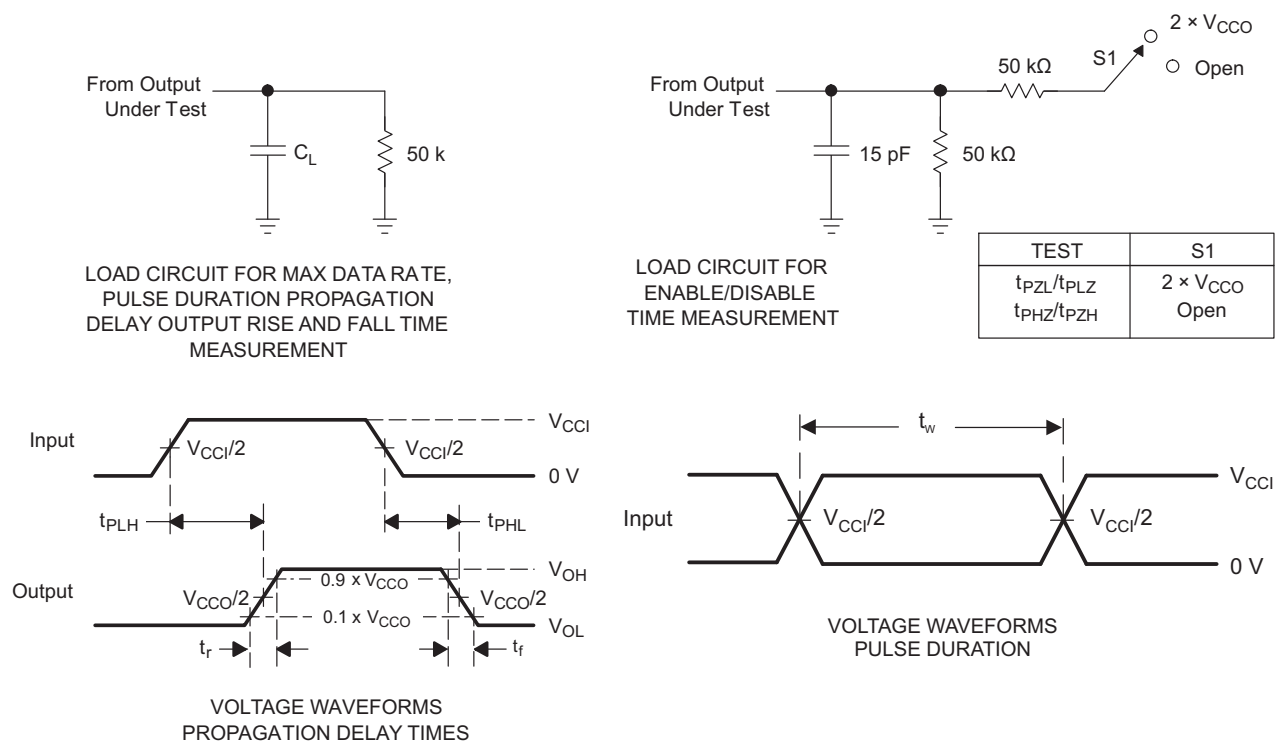 From Output
Under Test
C_L
50 k
LOAD CIRCUIT FOR MAX DATA RATE,
PULSE DURATION PROPAGATION
DELAY OUTPUT RISE AND FALL TIME
MEASUREMENT
2 × V_CCO
S1
Open
50 kΩ
From Output
Under Test
15 pF
50 kΩ
LOAD CIRCUIT FOR
ENABLE/DISABLE
TIME MEASUREMENT
TEST S1
t_PZL/t_PLZ 2 × V_CCO
t_PHZ/t_PZH Open
Input
V_CCI
V_CCI/2 V_CCI/2
0 V
t_PLH t_PHL
Output
V_OH
0.9 x V_CCO
V_CCO/2 V_CCO/2
0.1 x V_CCO
V_OL
t_r t_f
VOLTAGE WAVEFORMS
PROPAGATION DELAY TIMES
t_w
V_CCI
Input
V_CCI/2 V_CCI/2
0 V
VOLTAGE WAVEFORMS
PULSE DURATION